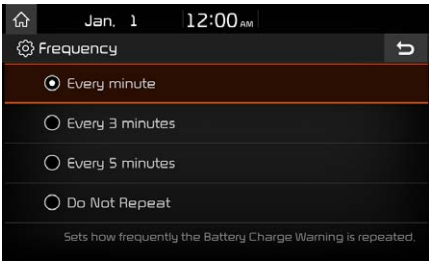 Jan. 1 12:00 AM
Frequency
Every minute
Every 3 minutes
Every 5 minutes
Do Not Repeat
Sets how frequently the Battery Charge Warning is repeated.